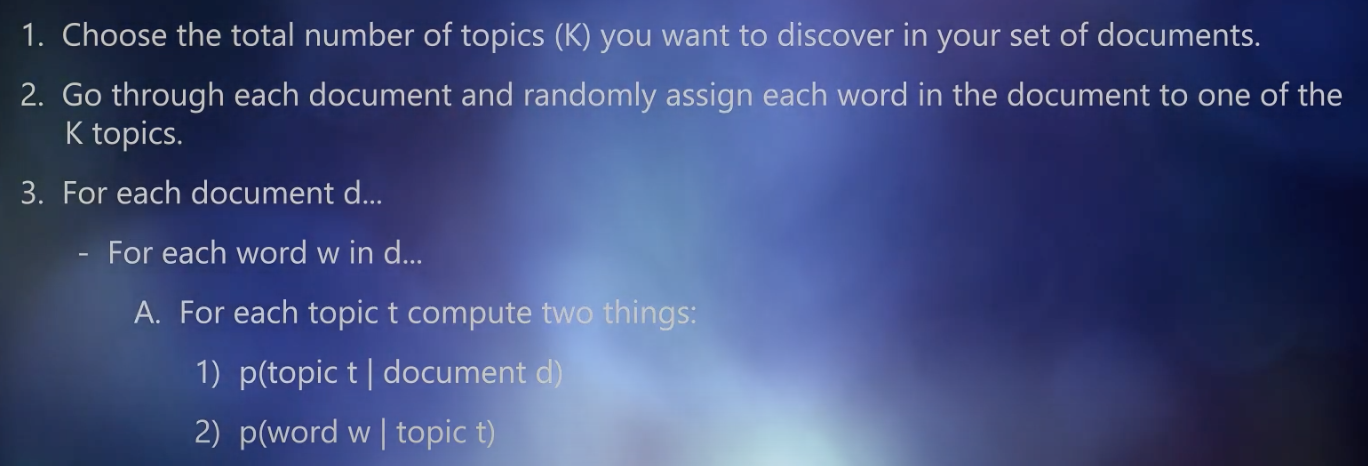 1. Choose the total number of topics (K) you want to discover in your set of documents.
2. Go through each document and randomly assign each word in the document to one of the
K topics.
3. For each document d...
- For each word w in d...
A. For each topic t compute two things:
1) p(topic t | document d)
2) p(word w | topic t)